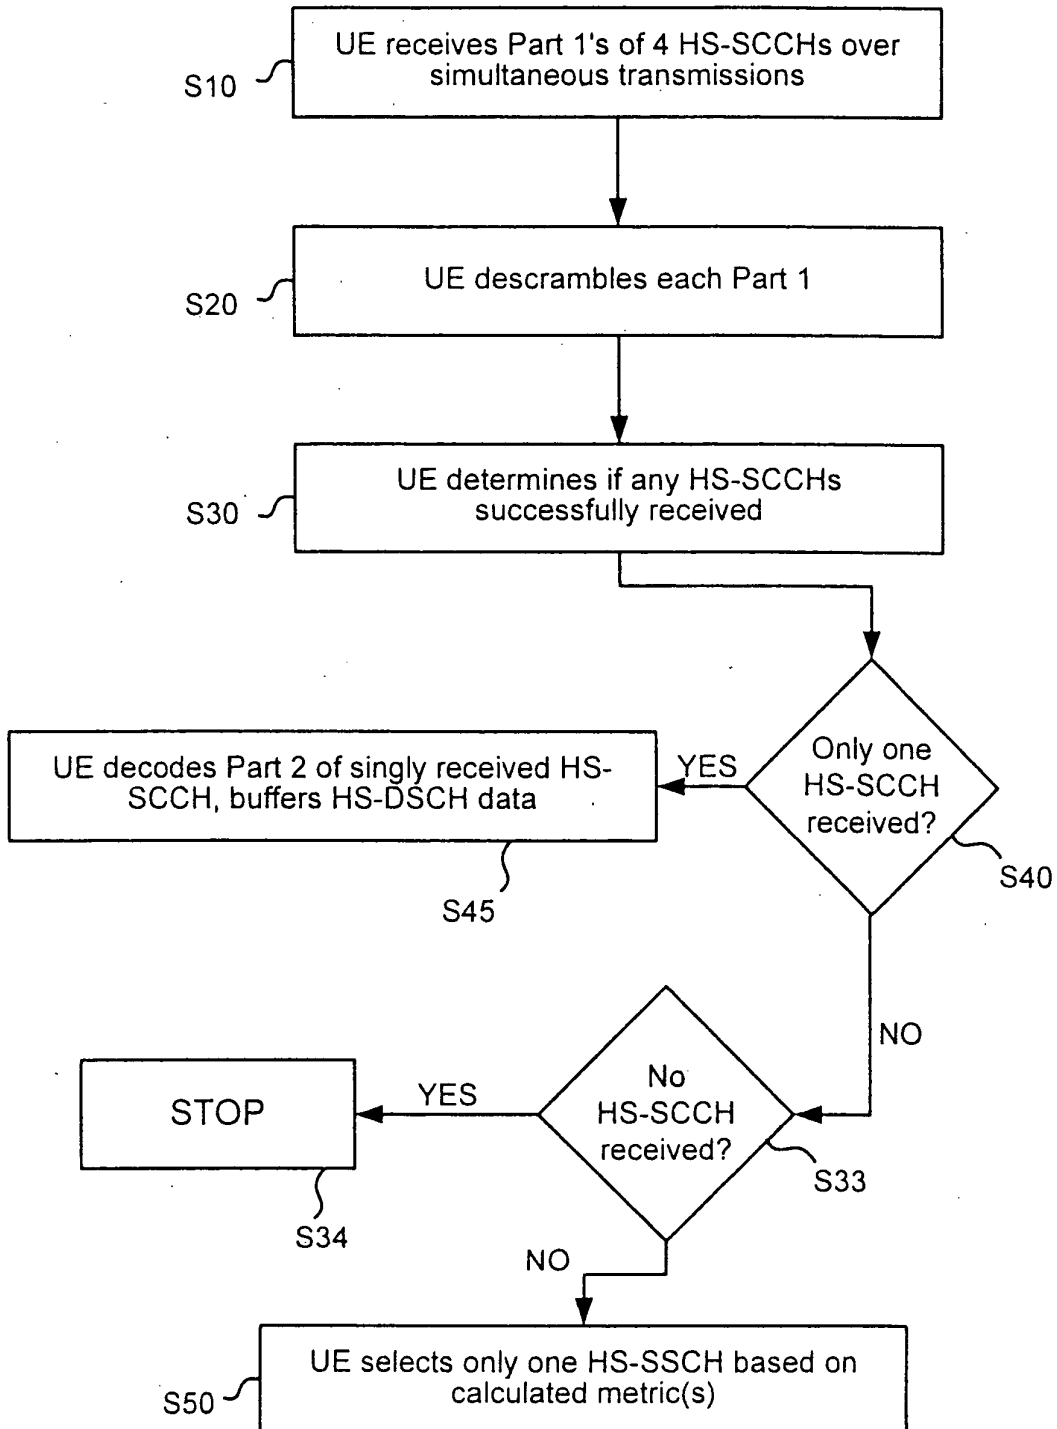 UE receives Part 1's of 4 HS-SCCHs over
simultaneous transmissions
S10
UE descrambles each Part 1
S20
UE determines if any HS-SCCHs
successfully received
S30
Only one
HS-SCCH
received?
S40
YES
UE decodes Part 2 of singly received HS-
SCCH, buffers HS-DSCH data
S45
NO
No
HS-SCCH
received?
S33
YES
STOP
S34
NO
UE selects only one HS-SSCH based on
calculated metric(s)
S50